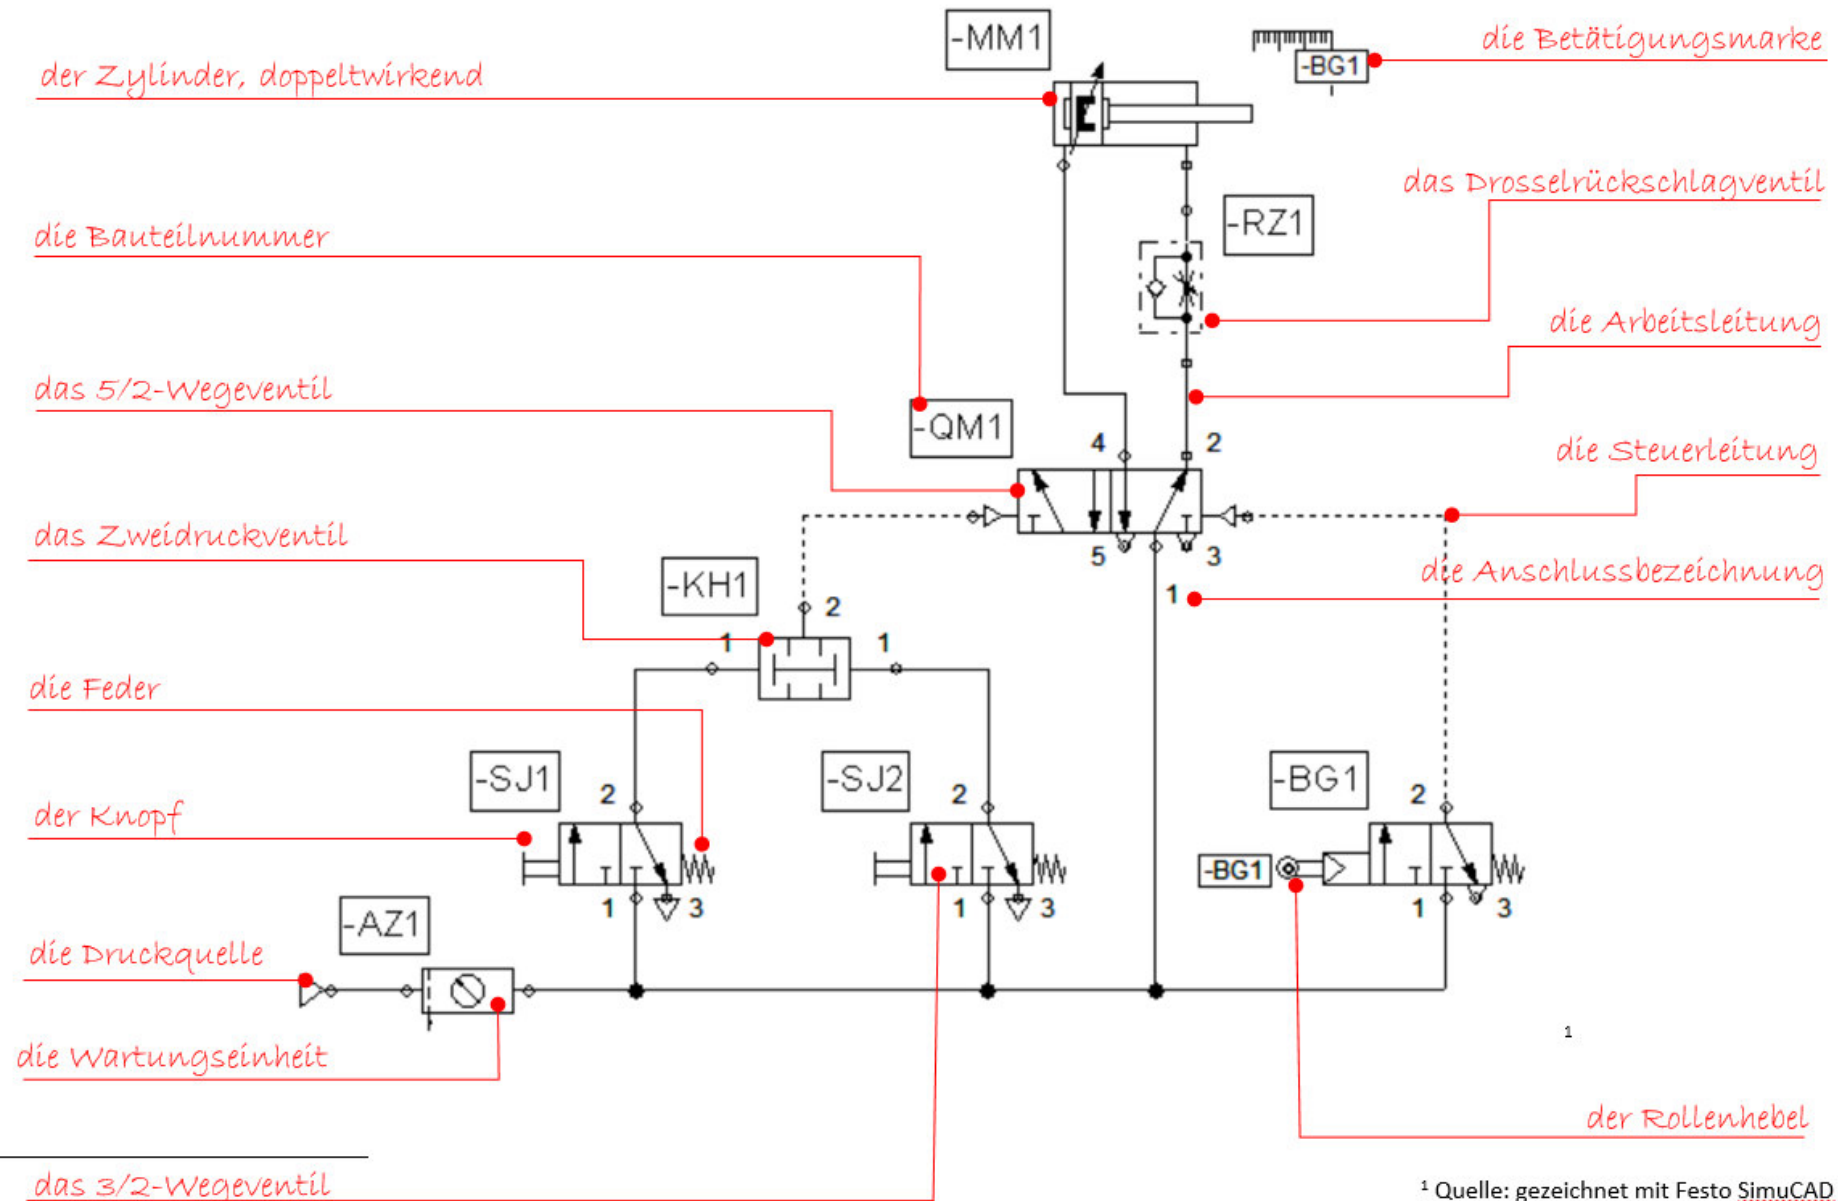 -MM1
die Betätigungsmarke
-BG1
der Zylinder, doppeltwirkend
das Drosselrückschlagventil
-RZ1
die Bauteilnummer
die Arbeitsleitung
das 5/2-Wegeventil
-QM1
4
2
die Steuerleitung
das Zweidruckventil
5
3
-KH1
die Anschlussbezeichnung
1
2
1
1
die Feder
-SJ1
-SJ2
-BG1
2
2
2
der Knopf
-BG1
1
3
1
3
1
3
-AZ1
die Druckquelle
1
die Wartungseinheit
der Rollenhebel
das 3/2-Wegeventil
1 Quelle: gezeichnet mit Festo SimuCAD